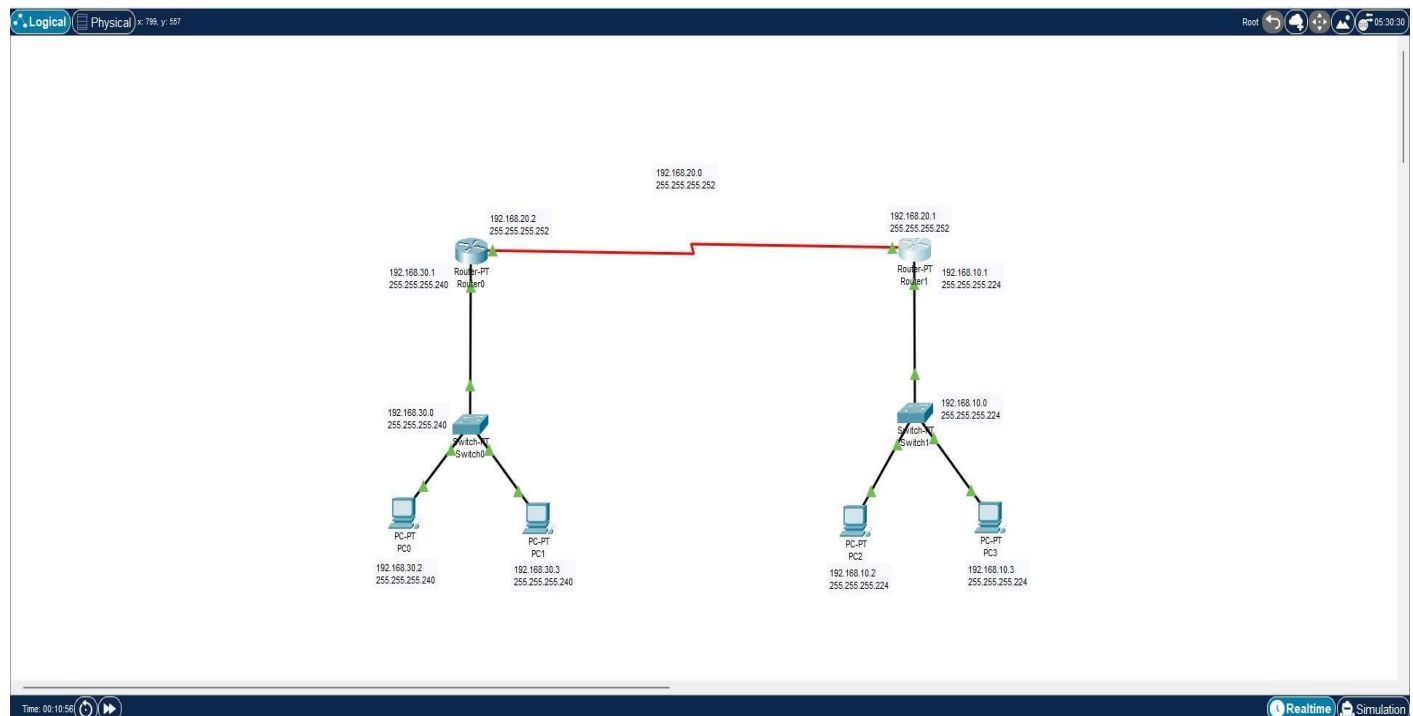 Logical
Physical
x: 799, y: 557
Root
05:30:30
192.168.20.0
255.255.255.252
192.168.20.2
255.255.255.252
192.168.20.1
255.255.255.252
192.168.30.1
255.255.255.240
Router-PT
Router0
Router-PT
Router1
192.168.10.1
255.255.255.224
192.168.30.0
255.255.255.240
Switch-PT
Switch0
192.168.10.0
255.255.255.224
Switch-PT
Switch1
PC-PT
PC0
192.168.30.2
255.255.255.240
PC-PT
PC1
192.168.30.3
255.255.255.240
PC-PT
PC2
192.168.10.2
255.255.255.224
PC-PT
PC3
192.168.10.3
255.255.255.224
Time: 00:10:56
Realtime
Simulation